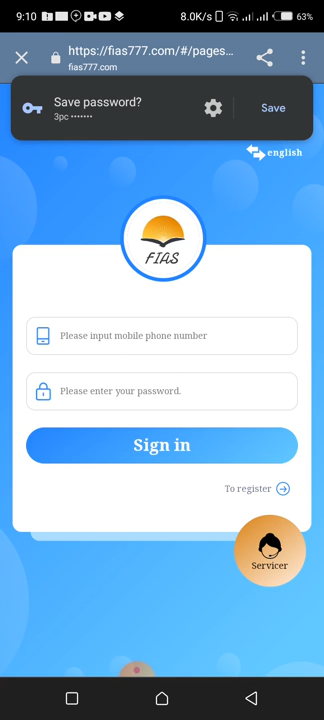 9:10
8.0K/s
63%
https://fias777.com/#/pages...
fias777.com
Save password?
3pc •••••••
Save
english
FIAS
Please input mobile phone number
Please enter your password.
Sign in
To register
Servicer